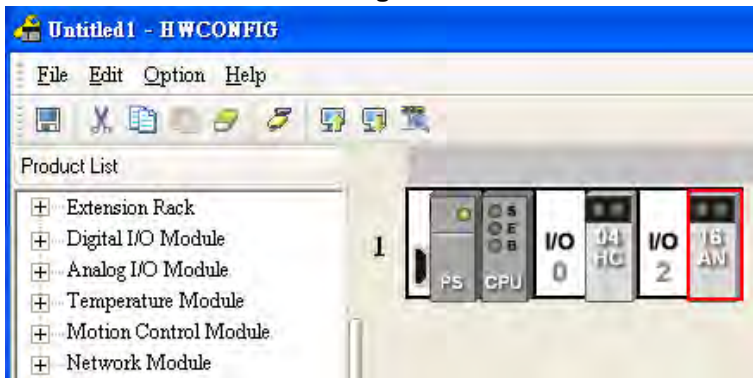 Untitled1 - HWCONFIG
File Edit Option Help
Product List
Extension Rack
Digital I/O Module
Analog I/O Module
Temperature Module
Motion Control Module
Network Module
1
PS
CPU
S
E
B
I/O
0
04
HC
I/O
2
16
AN